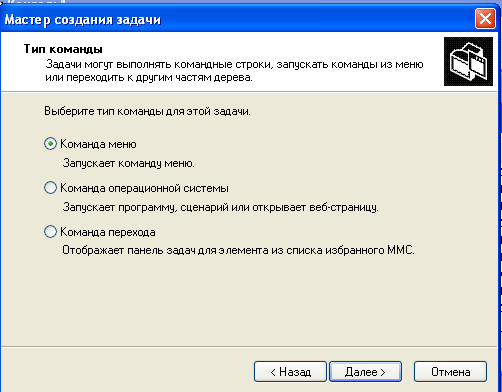 Мастер создания задачи
Тип команды
Задачи могут выполнять командные строки, запускать команды из меню
или переходить к другим частям дерева.
Выберите тип команды для этой задачи.
Команда меню
Запускает команду меню.
Команда операционной системы
Запускает программу, сценарий или открывает веб-страницу.
Команда перехода
Отображает панель задач для элемента из списка избранного MMC.
< Назад
Далее >
Отмена